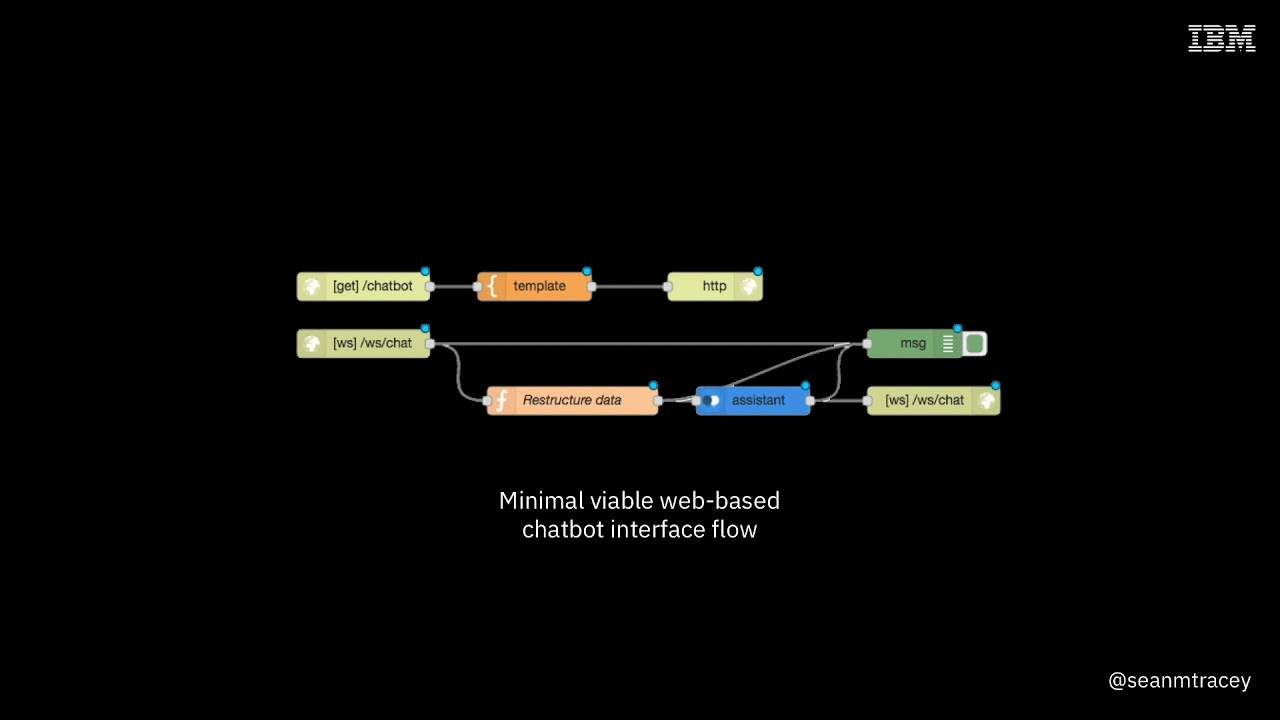 IBM
[get] /chatbot
template
http
[ws] /ws/chat
msg
Restructure data
assistant
[ws] /ws/chat
Minimal viable web-based
chatbot interface flow
@seanmtracey